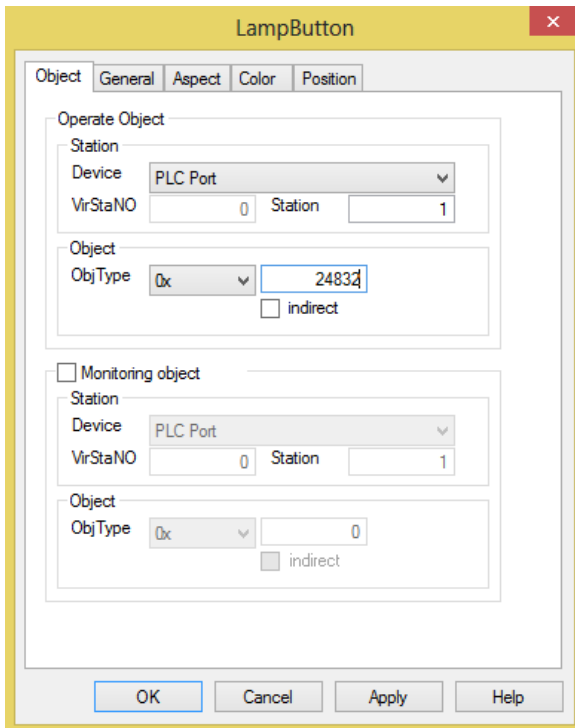 LampButton
Object General Aspect Color Position
Operate Object
Station
Device PLC Port
VirStaNO 0 Station 1
Object
ObjType 0x 24832
indirect
Monitoring object
Station
Device PLC Port
VirStaNO 0 Station 1
Object
ObjType 0x 0
indirect
OK Cancel Apply Help